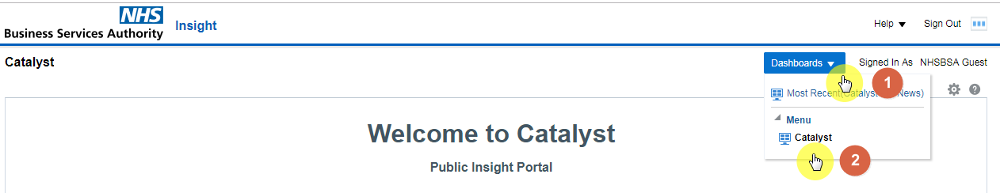 NHS
Business Services Authority
Insight
Help
Sign Out
Catalyst
Dashboards
Signed In As NHSBSA Guest
1
Most Recent(Catalyst News)
Menu
Catalyst
2
Welcome to Catalyst
Public Insight Portal